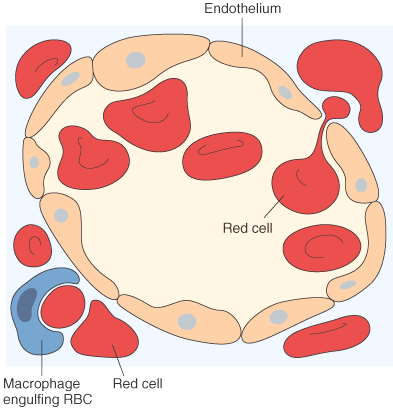 Endothelium
Red cell
Macrophage
engulfing RBC
Red cell